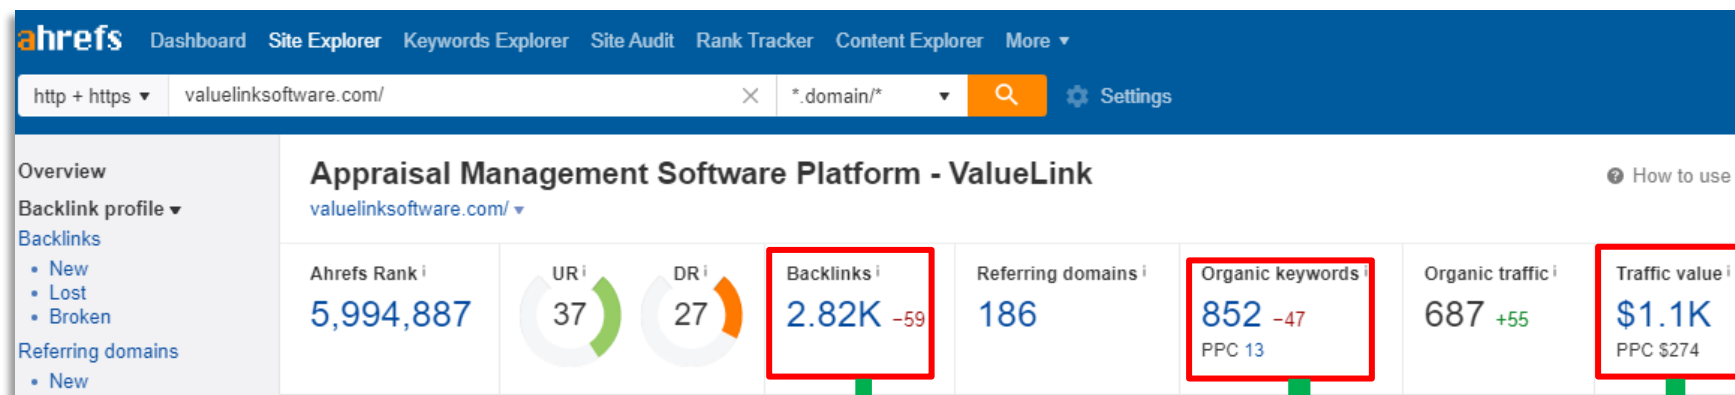 ahrefs Dashboard Site Explorer Keywords Explorer Site Audit Rank Tracker Content Explorer More ▼
http + https ▼ valuelinksoftware.com/ × *.domain/* ▼ Settings
Overview
Backlink profile ▾
Backlinks
• New
• Lost
• Broken
Referring domains
• New
Appraisal Management Software Platform - ValueLink
How to use
valuelinksoftware.com/ ▾
Ahrefs Rank i
5,994,887
UR i
37
DR i
27
Backlinks i
2.82K −59
Referring domains i
186
Organic keywords i
852 −47
PPC 13
Organic traffic i
687 +55
Traffic value i
$1.1K
PPC $274